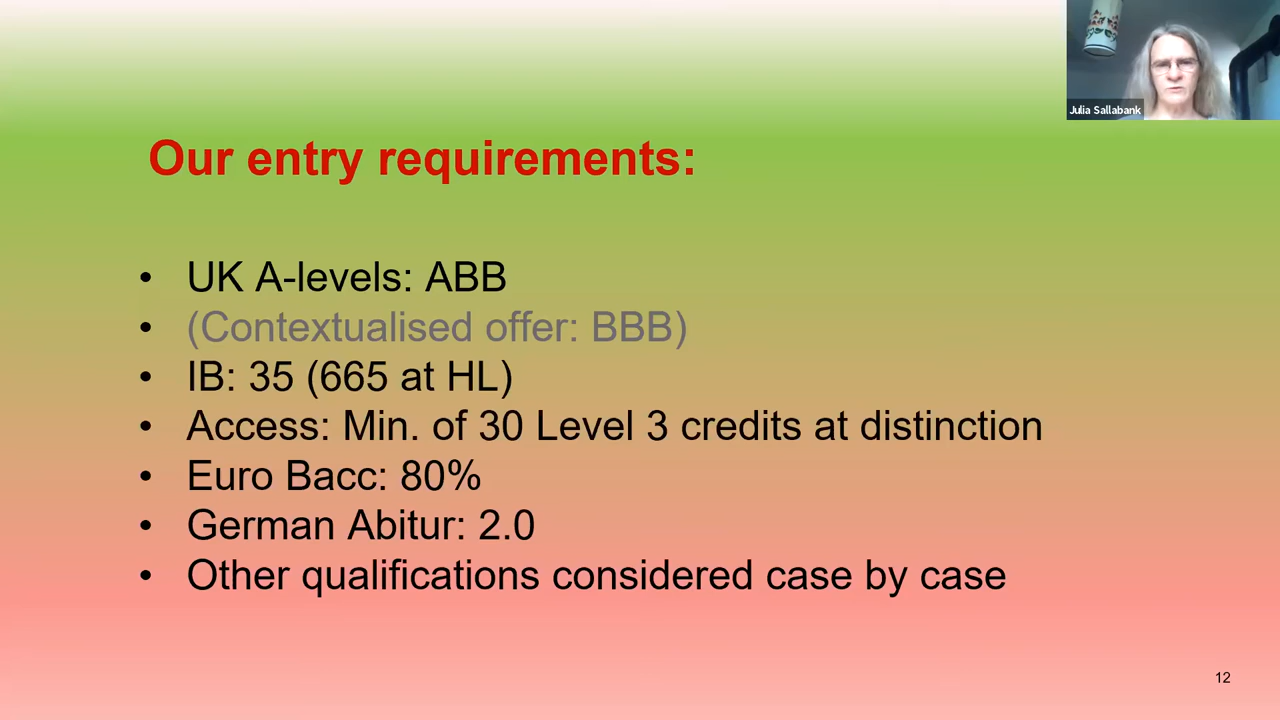 Julia Sallabank
Our entry requirements:
• UK A-levels: ABB
• (Contextualised offer: BBB)
• IB: 35 (665 at HL)
• Access: Min. of 30 Level 3 credits at distinction
• Euro Bacc: 80%
• German Abitur: 2.0
• Other qualifications considered case by case
12